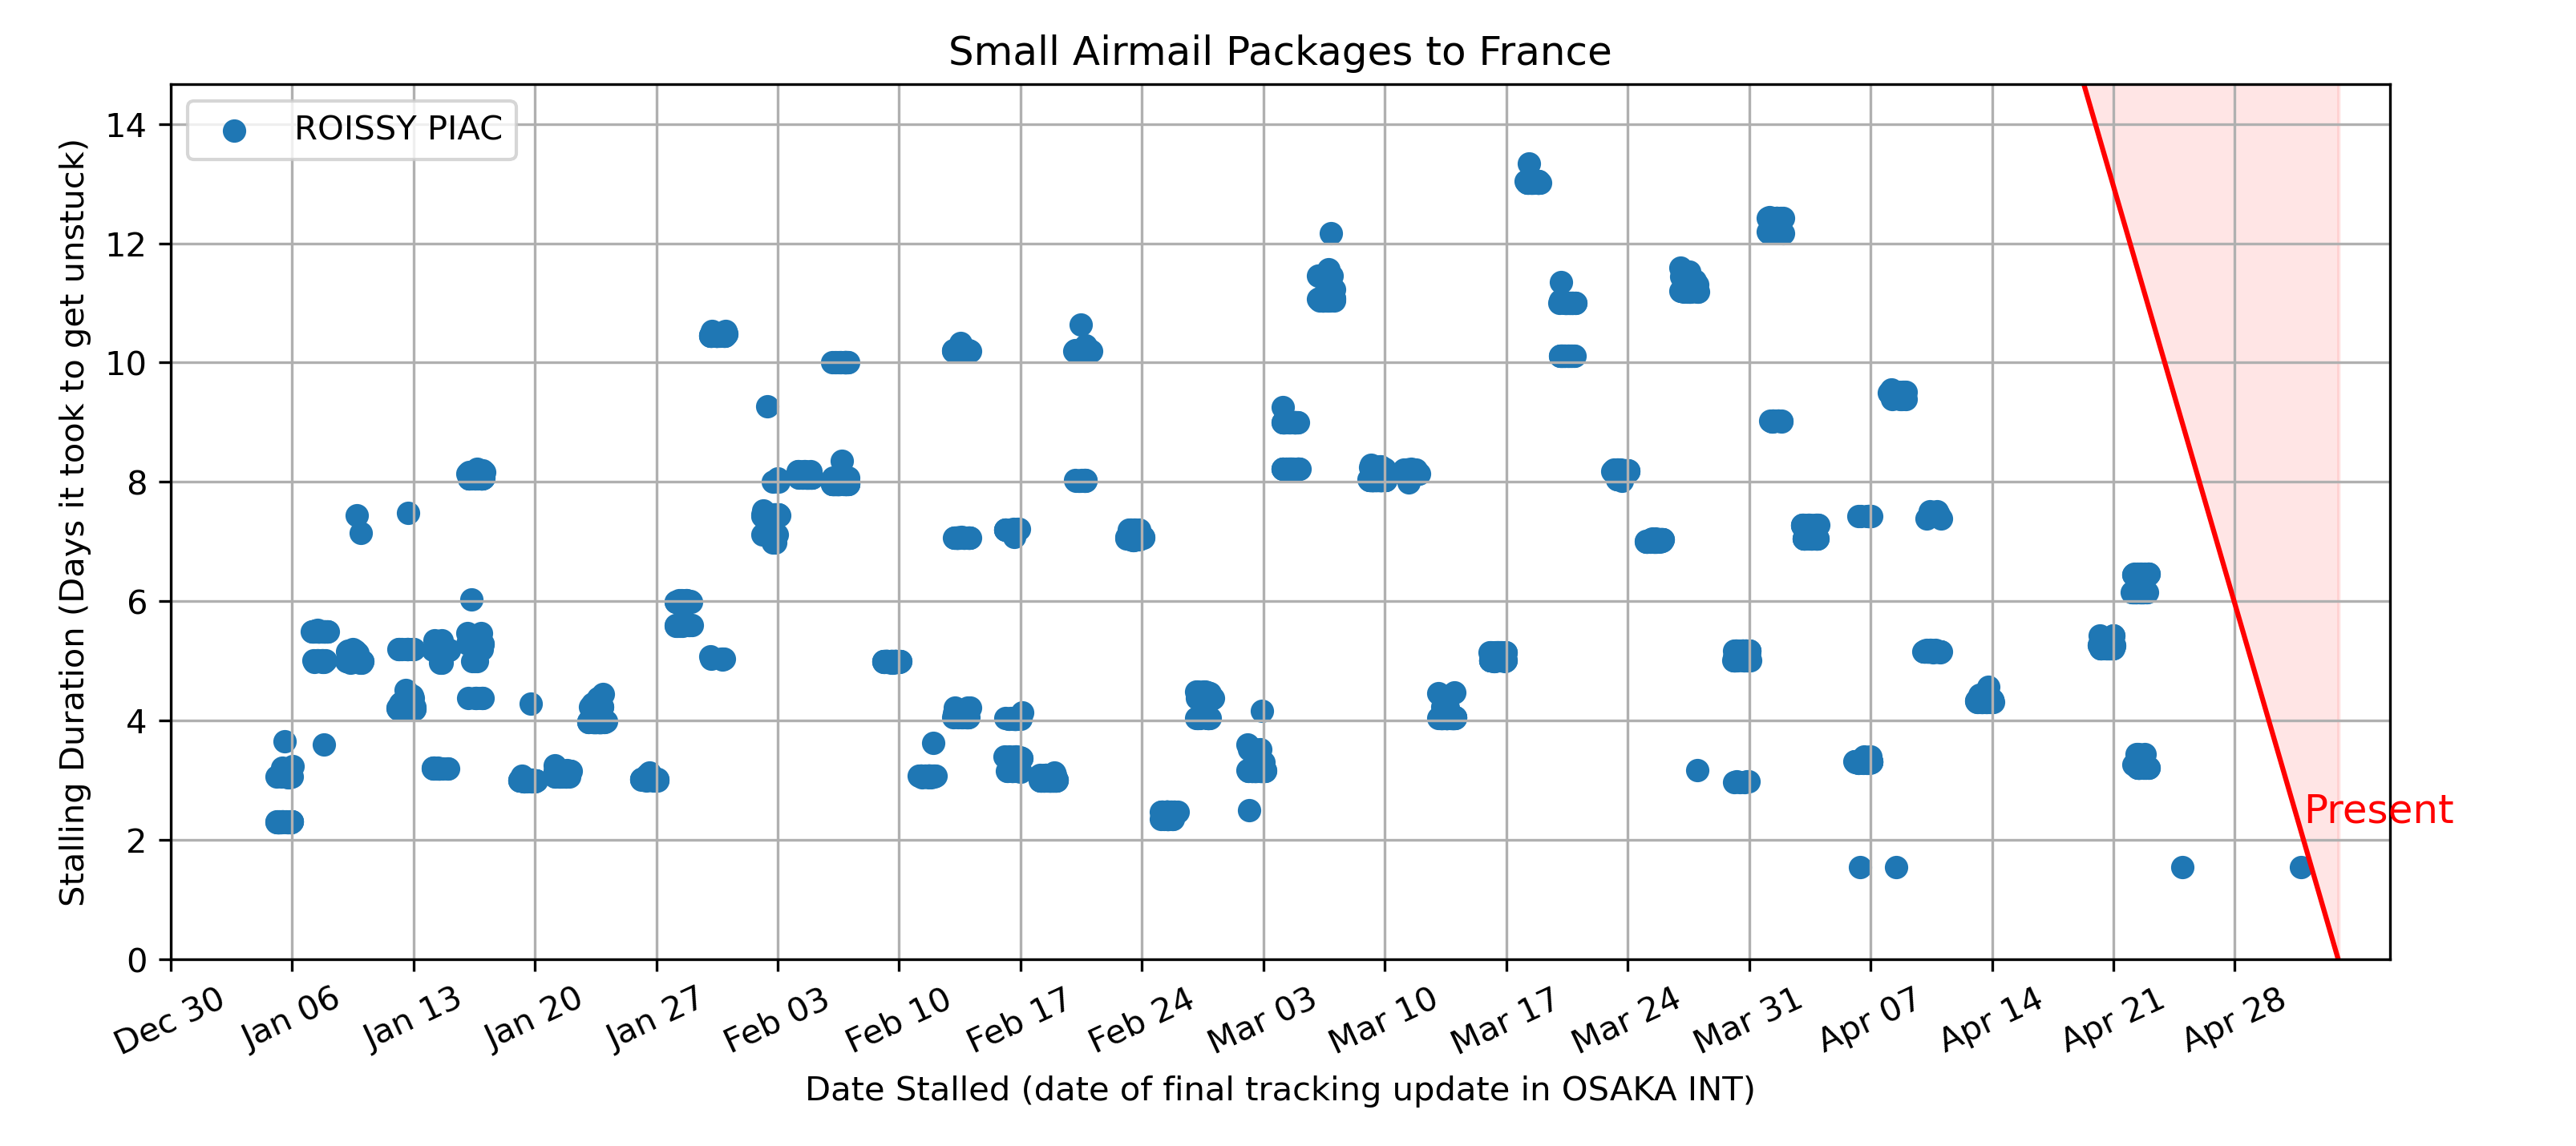 Small Airmail Packages to France
ROISSY PIAC
Stalling Duration (Days it took to get unstuck)
14
12
10
8
6
4
2
0
Present
Dec 30
Jan 06
Jan 13
Jan 20
Jan 27
Feb 03
Feb 10
Feb 17
Feb 24
Mar 03
Mar 10
Mar 17
Mar 24
Mar 31
Apr 07
Apr 14
Apr 21
Apr 28
Date Stalled (date of final tracking update in OSAKA INT)